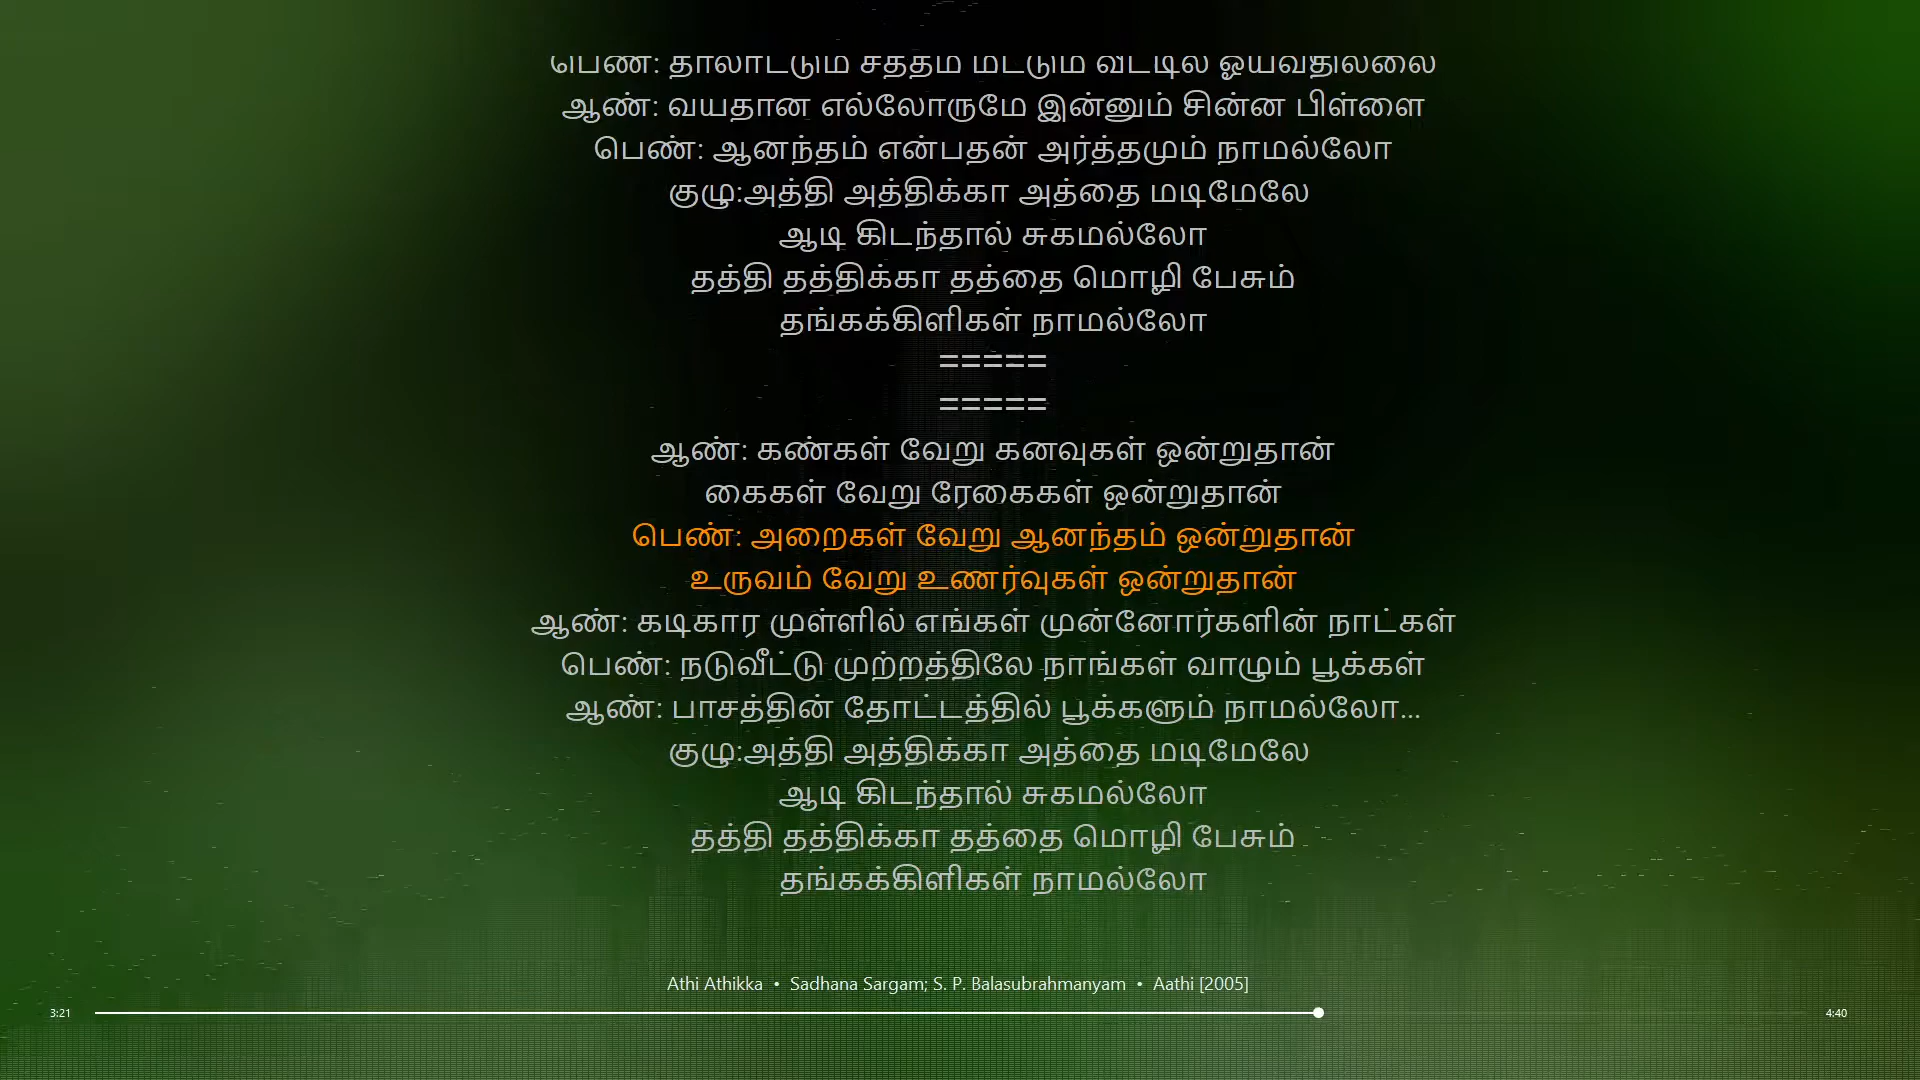 பெண்: தாலாட்டும் சத்தம் மட்டும் வீட்டில் ஓய்வதில்லை
ஆண்: வயதான எல்லோருமே இன்னும் சின்ன பிள்ளை
பெண்: ஆனந்தம் என்பதன் அர்த்தமும் நாமல்லோ
குழு:அத்தி அத்திக்கா அத்தை மடிமேலே
ஆடி கிடந்தால் சுகமல்லோ
தத்தி தத்திக்கா தத்தை மொழி பேசும்
தங்கக்கிளிகள் நாமல்லோ
=====
=====
ஆண்: கண்கள் வேறு கனவுகள் ஒன்றுதான்
கைகள் வேறு ரேகைகள் ஒன்றுதான்
பெண்: அறைகள் வேறு ஆனந்தம் ஒன்றுதான்
உருவம் வேறு உணர்வுகள் ஒன்றுதான்
ஆண்: கடிகார முள்ளில் எங்கள் முன்னோர்களின் நாட்கள்
பெண்: நடுவீட்டு முற்றத்திலே நாங்கள் வாழும் பூக்கள்
ஆண்: பாசத்தின் தோட்டத்தில் பூக்களும் நாமல்லோ...
குழு:அத்தி அத்திக்கா அத்தை மடிமேலே
ஆடி கிடந்தால் சுகமல்லோ
தத்தி தத்திக்கா தத்தை மொழி பேசும்
தங்கக்கிளிகள் நாமல்லோ
Athi Athikka • Sadhana Sargam; S. P. Balasubrahmanyam • Aathi [2005]
3:21
4:40